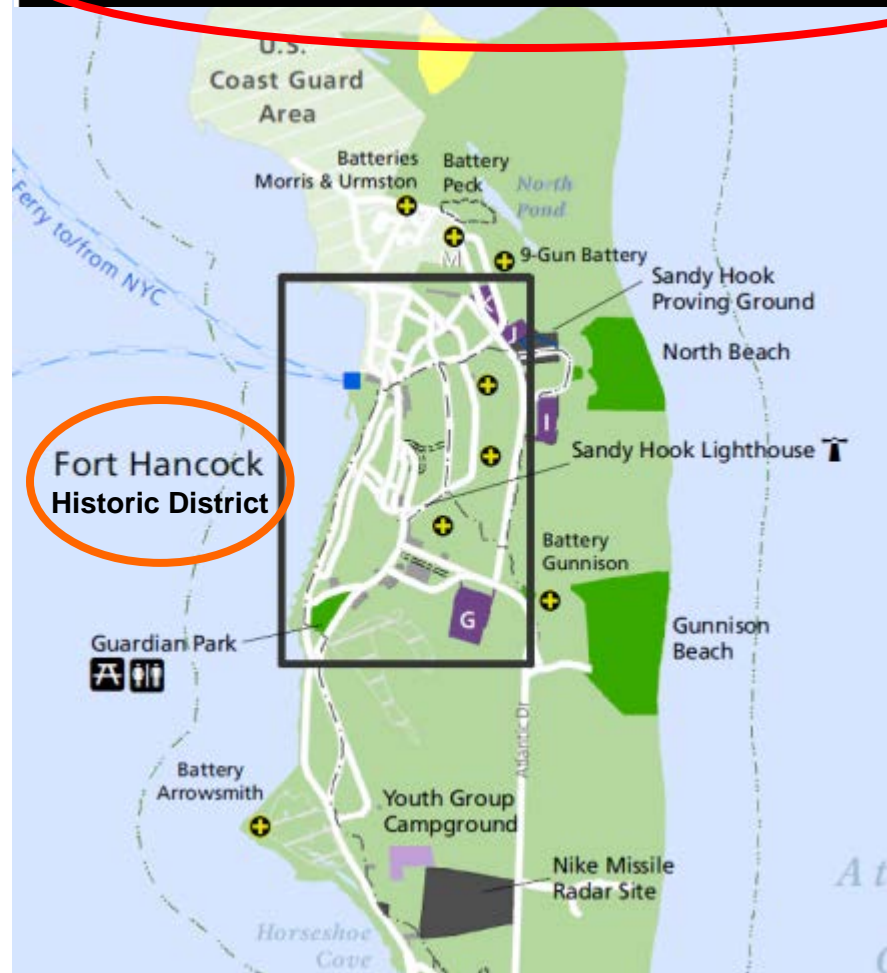 U.S.
Coast Guard
Area
Batteries
Morris & Urmston
Battery
Peck
North
Pond
Ferry to/from NYC
M
9-Gun Battery
K
J
Sandy Hook
Proving Ground
North Beach
I
Fort Hancock
Historic District
Sandy Hook Lighthouse
Battery
Gunnison
G
Gunnison
Beach
Guardian Park
Atlantic Dr
Battery
Arrowsmith
Youth Group
Campground
Nike Missile
Radar Site
Horseshoe
Cove